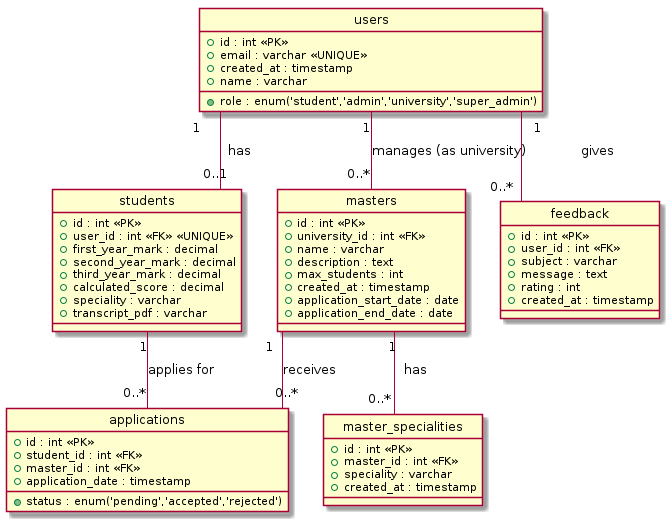 users
id : int «PK»
email : varchar «UNIQUE»
created_at : timestamp
name : varchar
role : enum('student','admin','university','super_admin')
1
1
1
has
manages (as university)
gives
0..1
0..*
0..*
students
id : int «PK»
user_id : int «FK» «UNIQUE»
first_year_mark : decimal
second_year_mark : decimal
third_year_mark : decimal
calculated_score : decimal
speciality : varchar
transcript_pdf : varchar
masters
id : int «PK»
university_id : int «FK»
name : varchar
description : text
max_students : int
created_at : timestamp
application_start_date : date
application_end_date : date
feedback
id : int «PK»
user_id : int «FK»
subject : varchar
message : text
rating : int
created_at : timestamp
1
1
1
applies for
receives
has
0..*
0..*
0..*
applications
id : int «PK»
student_id : int «FK»
master_id : int «FK»
application_date : timestamp
status : enum('pending','accepted','rejected')
master_specialities
id : int «PK»
master_id : int «FK»
speciality : varchar
created_at : timestamp